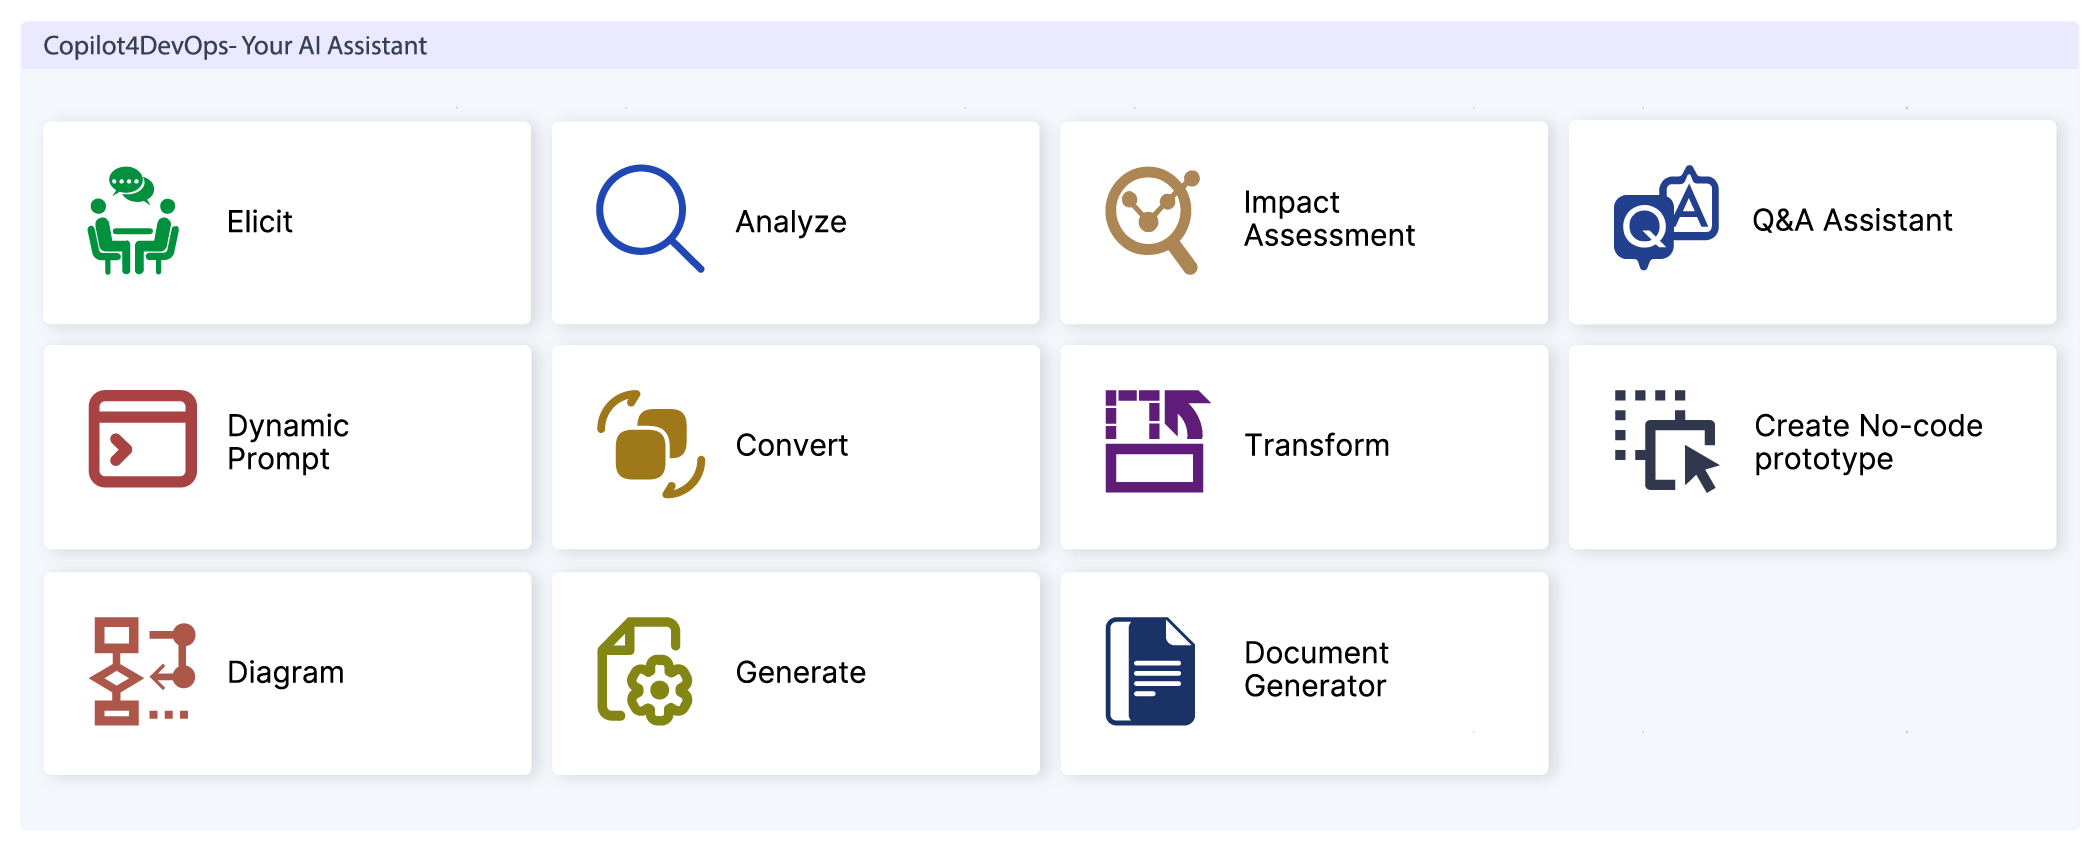 Copilot4DevOps- Your AI Assistant
Elicit
Analyze
Impact
Assessment
Q
A
Q&A Assistant
Dynamic
Prompt
Convert
Transform
Create No-code
prototype
Diagram
Generate
Document
Generator